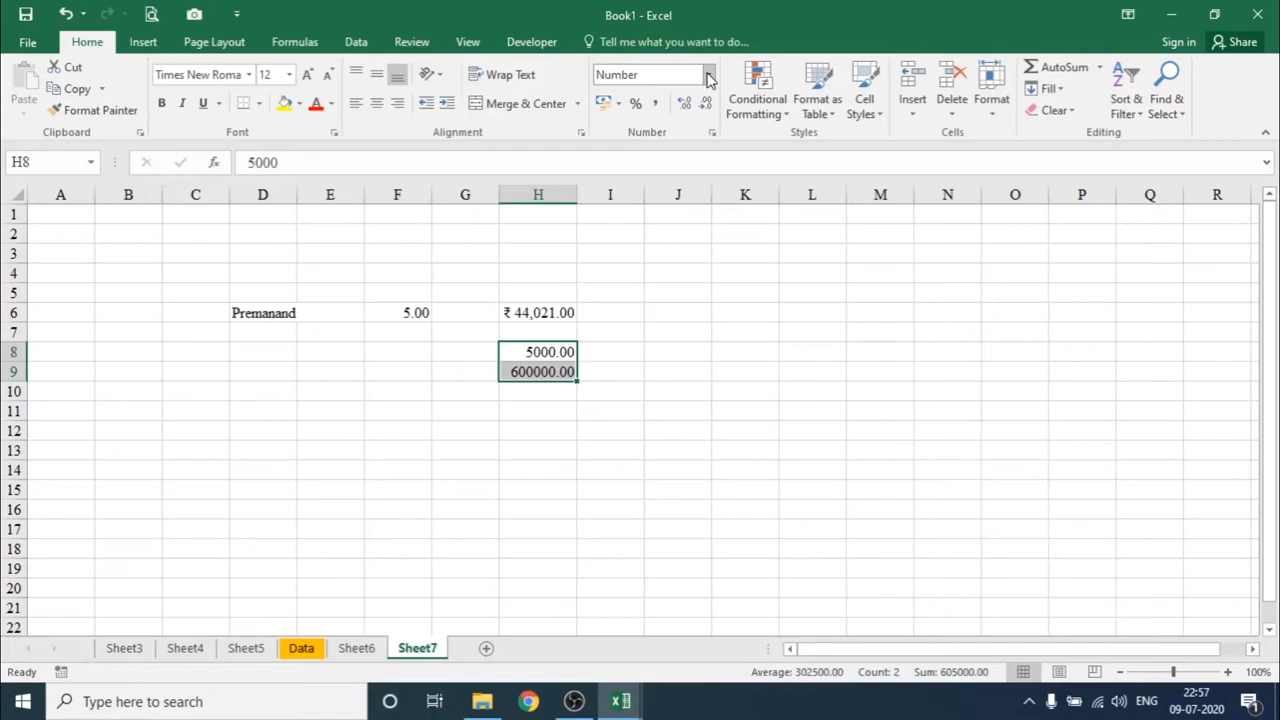 Book1 - Excel
File Home Insert Page Layout Formulas Data Review View Developer Tell me what you want to do... Sign in Share
Paste
Cut
Copy
Format Painter
Clipboard
Times New Roma 12
B I U
Font
Wrap Text
Merge & Center
Alignment
Number
%
Number
Conditional Formatting
Format as Table
Cell Styles
Styles
Insert
Delete
Format
Cells
AutoSum
Fill
Clear
Sort & Filter
Find & Select
Editing
H8 fx 5000
A B C D E F G H I J K L M N O P Q R
1
2
3
4
5
6 Premanand 5.00 ₹ 44,021.00
7
8 5000.00
9 600000.00
10
11
12
13
14
15
16
17
18
19
20
21
22
Sheet3 Sheet4 Sheet5 Data Sheet6 Sheet7
Ready Average: 302500.00 Count: 2 Sum: 605000.00 100%
Type here to search ENG 22:57
09-07-2020 1